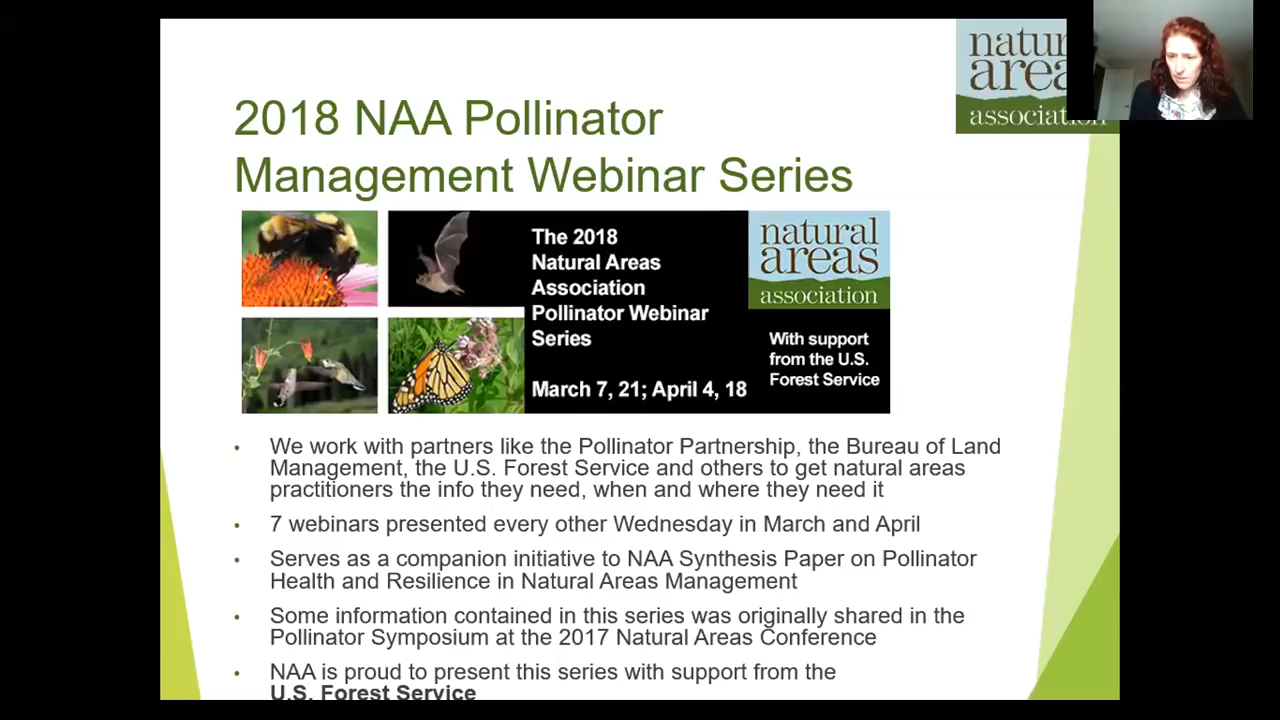 natur
area
association
2018 NAA Pollinator
Management Webinar Series
The 2018
Natural Areas
Association
Pollinator Webinar
Series
March 7, 21; April 4, 18
natural
areas
association
With support
from the U.S.
Forest Service
• We work with partners like the Pollinator Partnership, the Bureau of Land
Management, the U.S. Forest Service and others to get natural areas
practitioners the info they need, when and where they need it
• 7 webinars presented every other Wednesday in March and April
• Serves as a companion initiative to NAA Synthesis Paper on Pollinator
Health and Resilience in Natural Areas Management
• Some information contained in this series was originally shared in the
Pollinator Symposium at the 2017 Natural Areas Conference
• NAA is proud to present this series with support from the
U.S. Forest Service